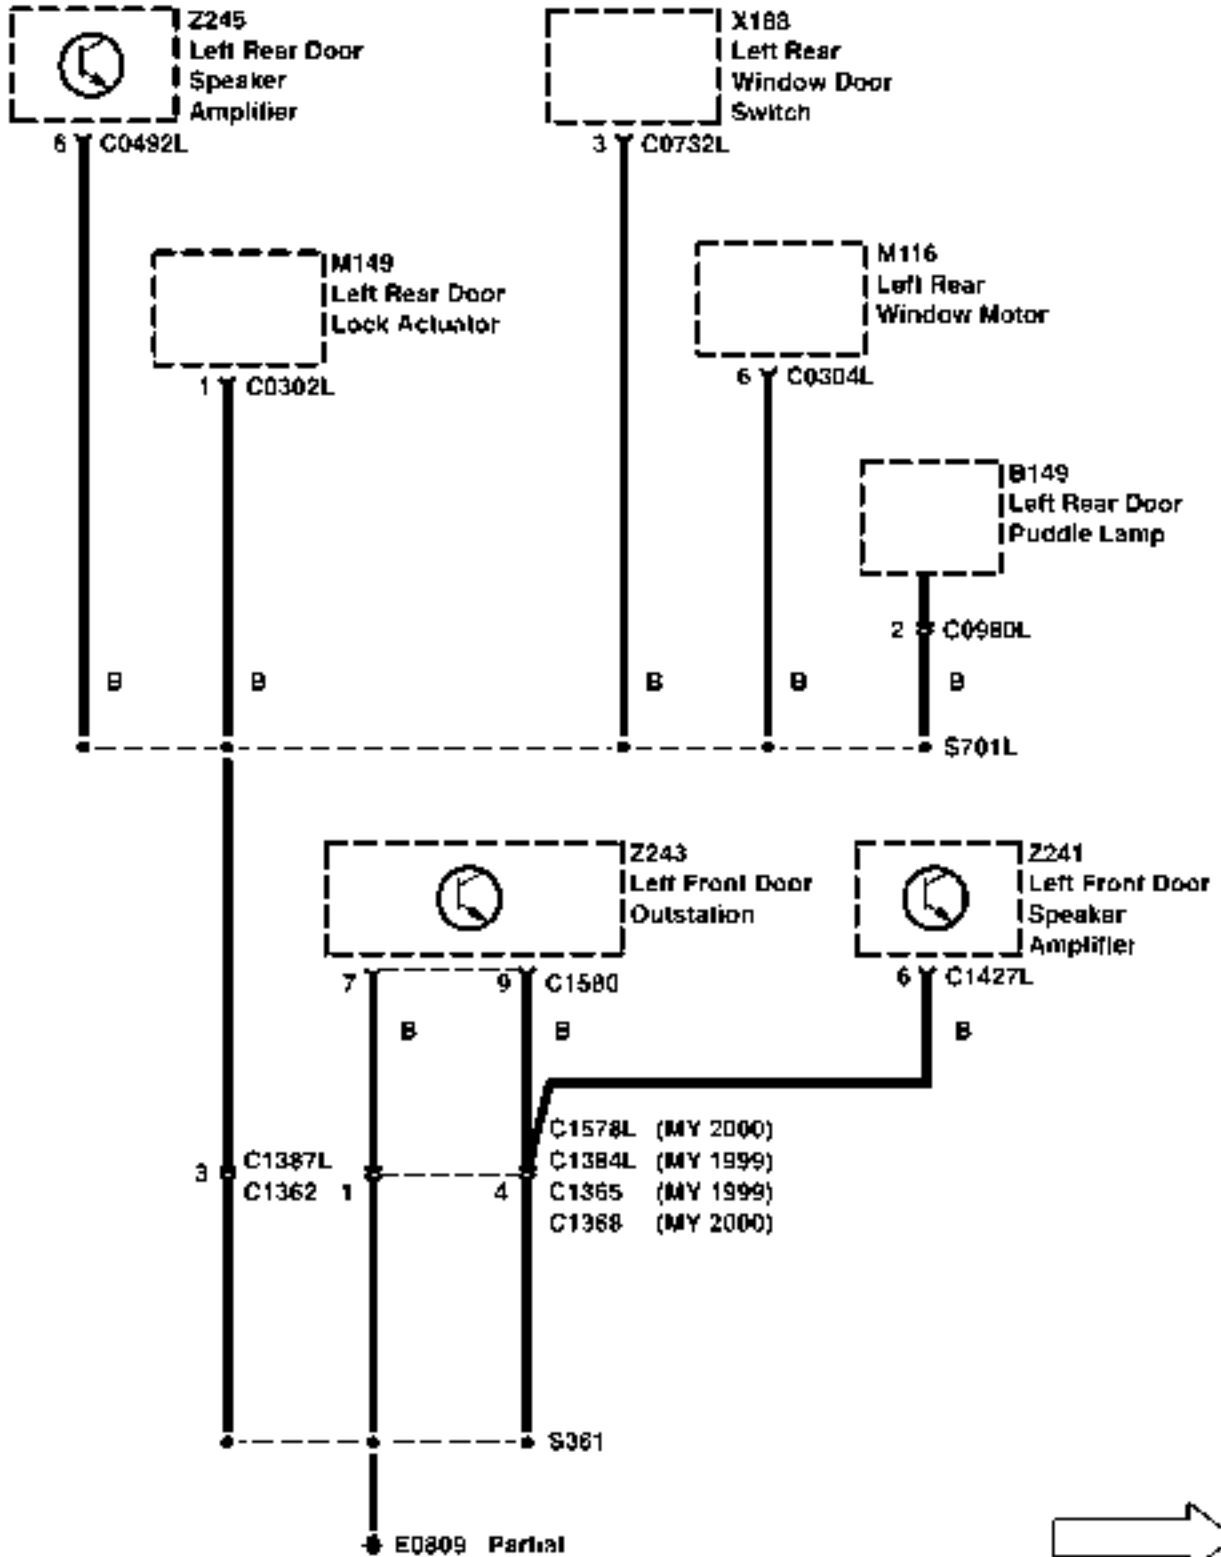 Z245
Left Rear Door
Speaker
Amplifier
6 C0492L
X188
Left Rear
Window Door
Switch
3 C0732L
M149
Left Rear Door
Lock Actuator
1 C0302L
M116
Left Rear
Window Motor
6 C0304L
B149
Left Rear Door
Puddle Lamp
2 C0980L
B B B B B
S701L
Z243
Left Front Door
Outstation
7 9 C1580
B B
Z241
Left Front Door
Speaker
Amplifier
6 C1427L
B
3 C1387L
C1362
1 4
C1578L (MY 2000)
C1384L (MY 1999)
C1365 (MY 1999)
C1368 (MY 2000)
S361
E0809 Partial